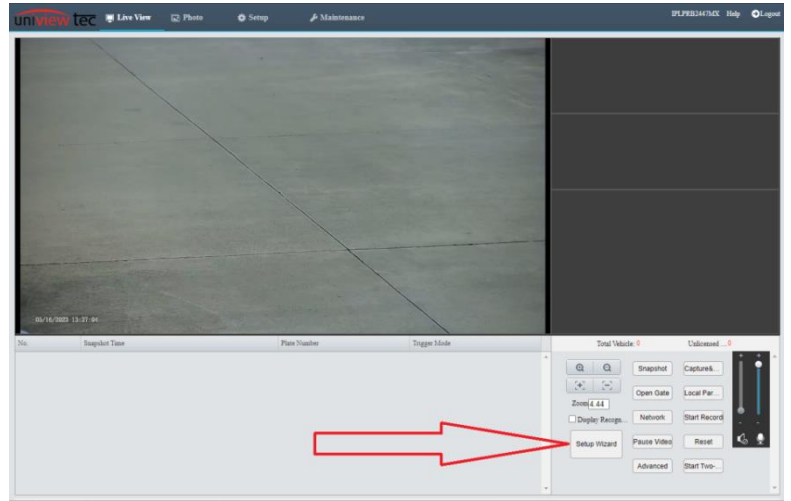 uniview tec Live View Photo Setup Maintenance IPLPRB2447MX Help Logout
03/16/2023 13:37:04
No. Snapshot Time Plate Number Trigger Mode Total Vehicle: 0 Unlicensed ... 0
Snapshot Capture&...
Open Gate Local Par...
Zoom 4.44
Display Recogn... Network Start Record
Setup Wizard Pause Video Reset
Advanced Start Two-...